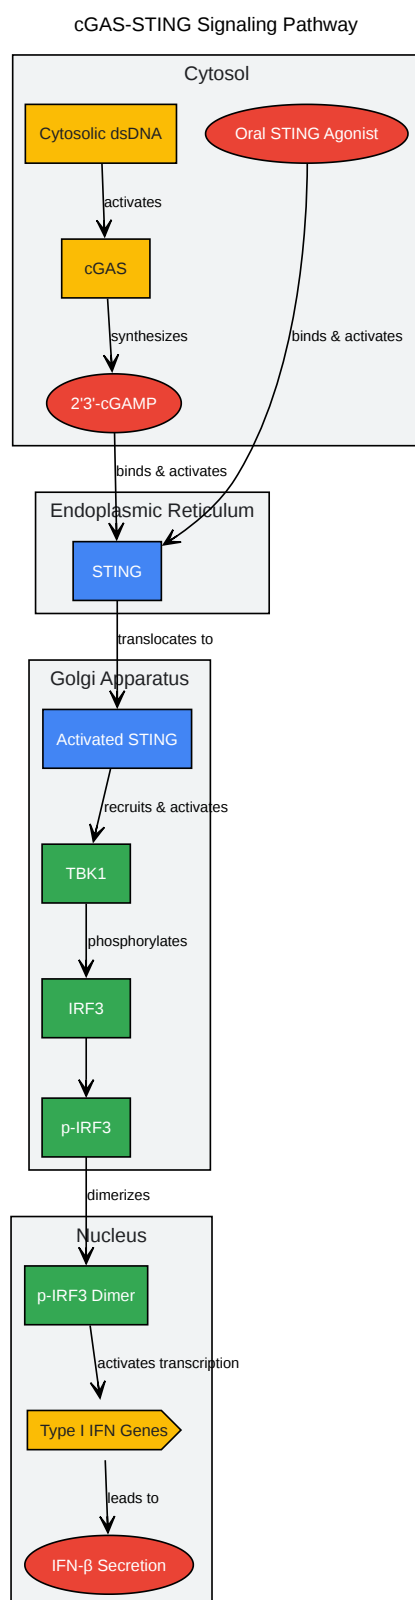 cGAS-STING Signaling Pathway
Cytosol
Cytosolic dsDNA
Oral STING Agonist
activates
cGAS
synthesizes
binds & activates
2'3'-cGAMP
binds & activates
Endoplasmic Reticulum
STING
translocates to
Golgi Apparatus
Activated STING
recruits & activates
TBK1
phosphorylates
IRF3
p-IRF3
dimerizes
Nucleus
p-IRF3 Dimer
activates transcription
Type I IFN Genes
leads to
IFN-β Secretion